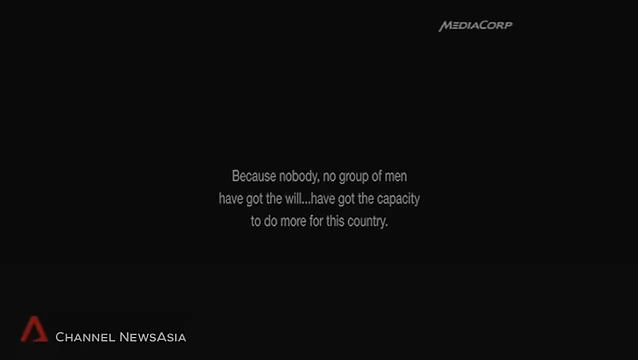 MEDIACORP
Because nobody, no group of men
have got the will...have got the capacity
to do more for this country.
CHANNEL NEWSASIA